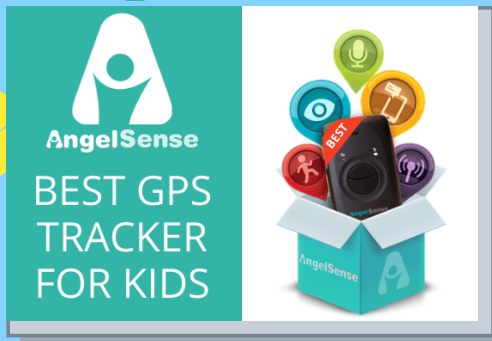 AngelSense
BEST GPS
TRACKER
FOR KIDS
BEST
AngelSense
AngelSense